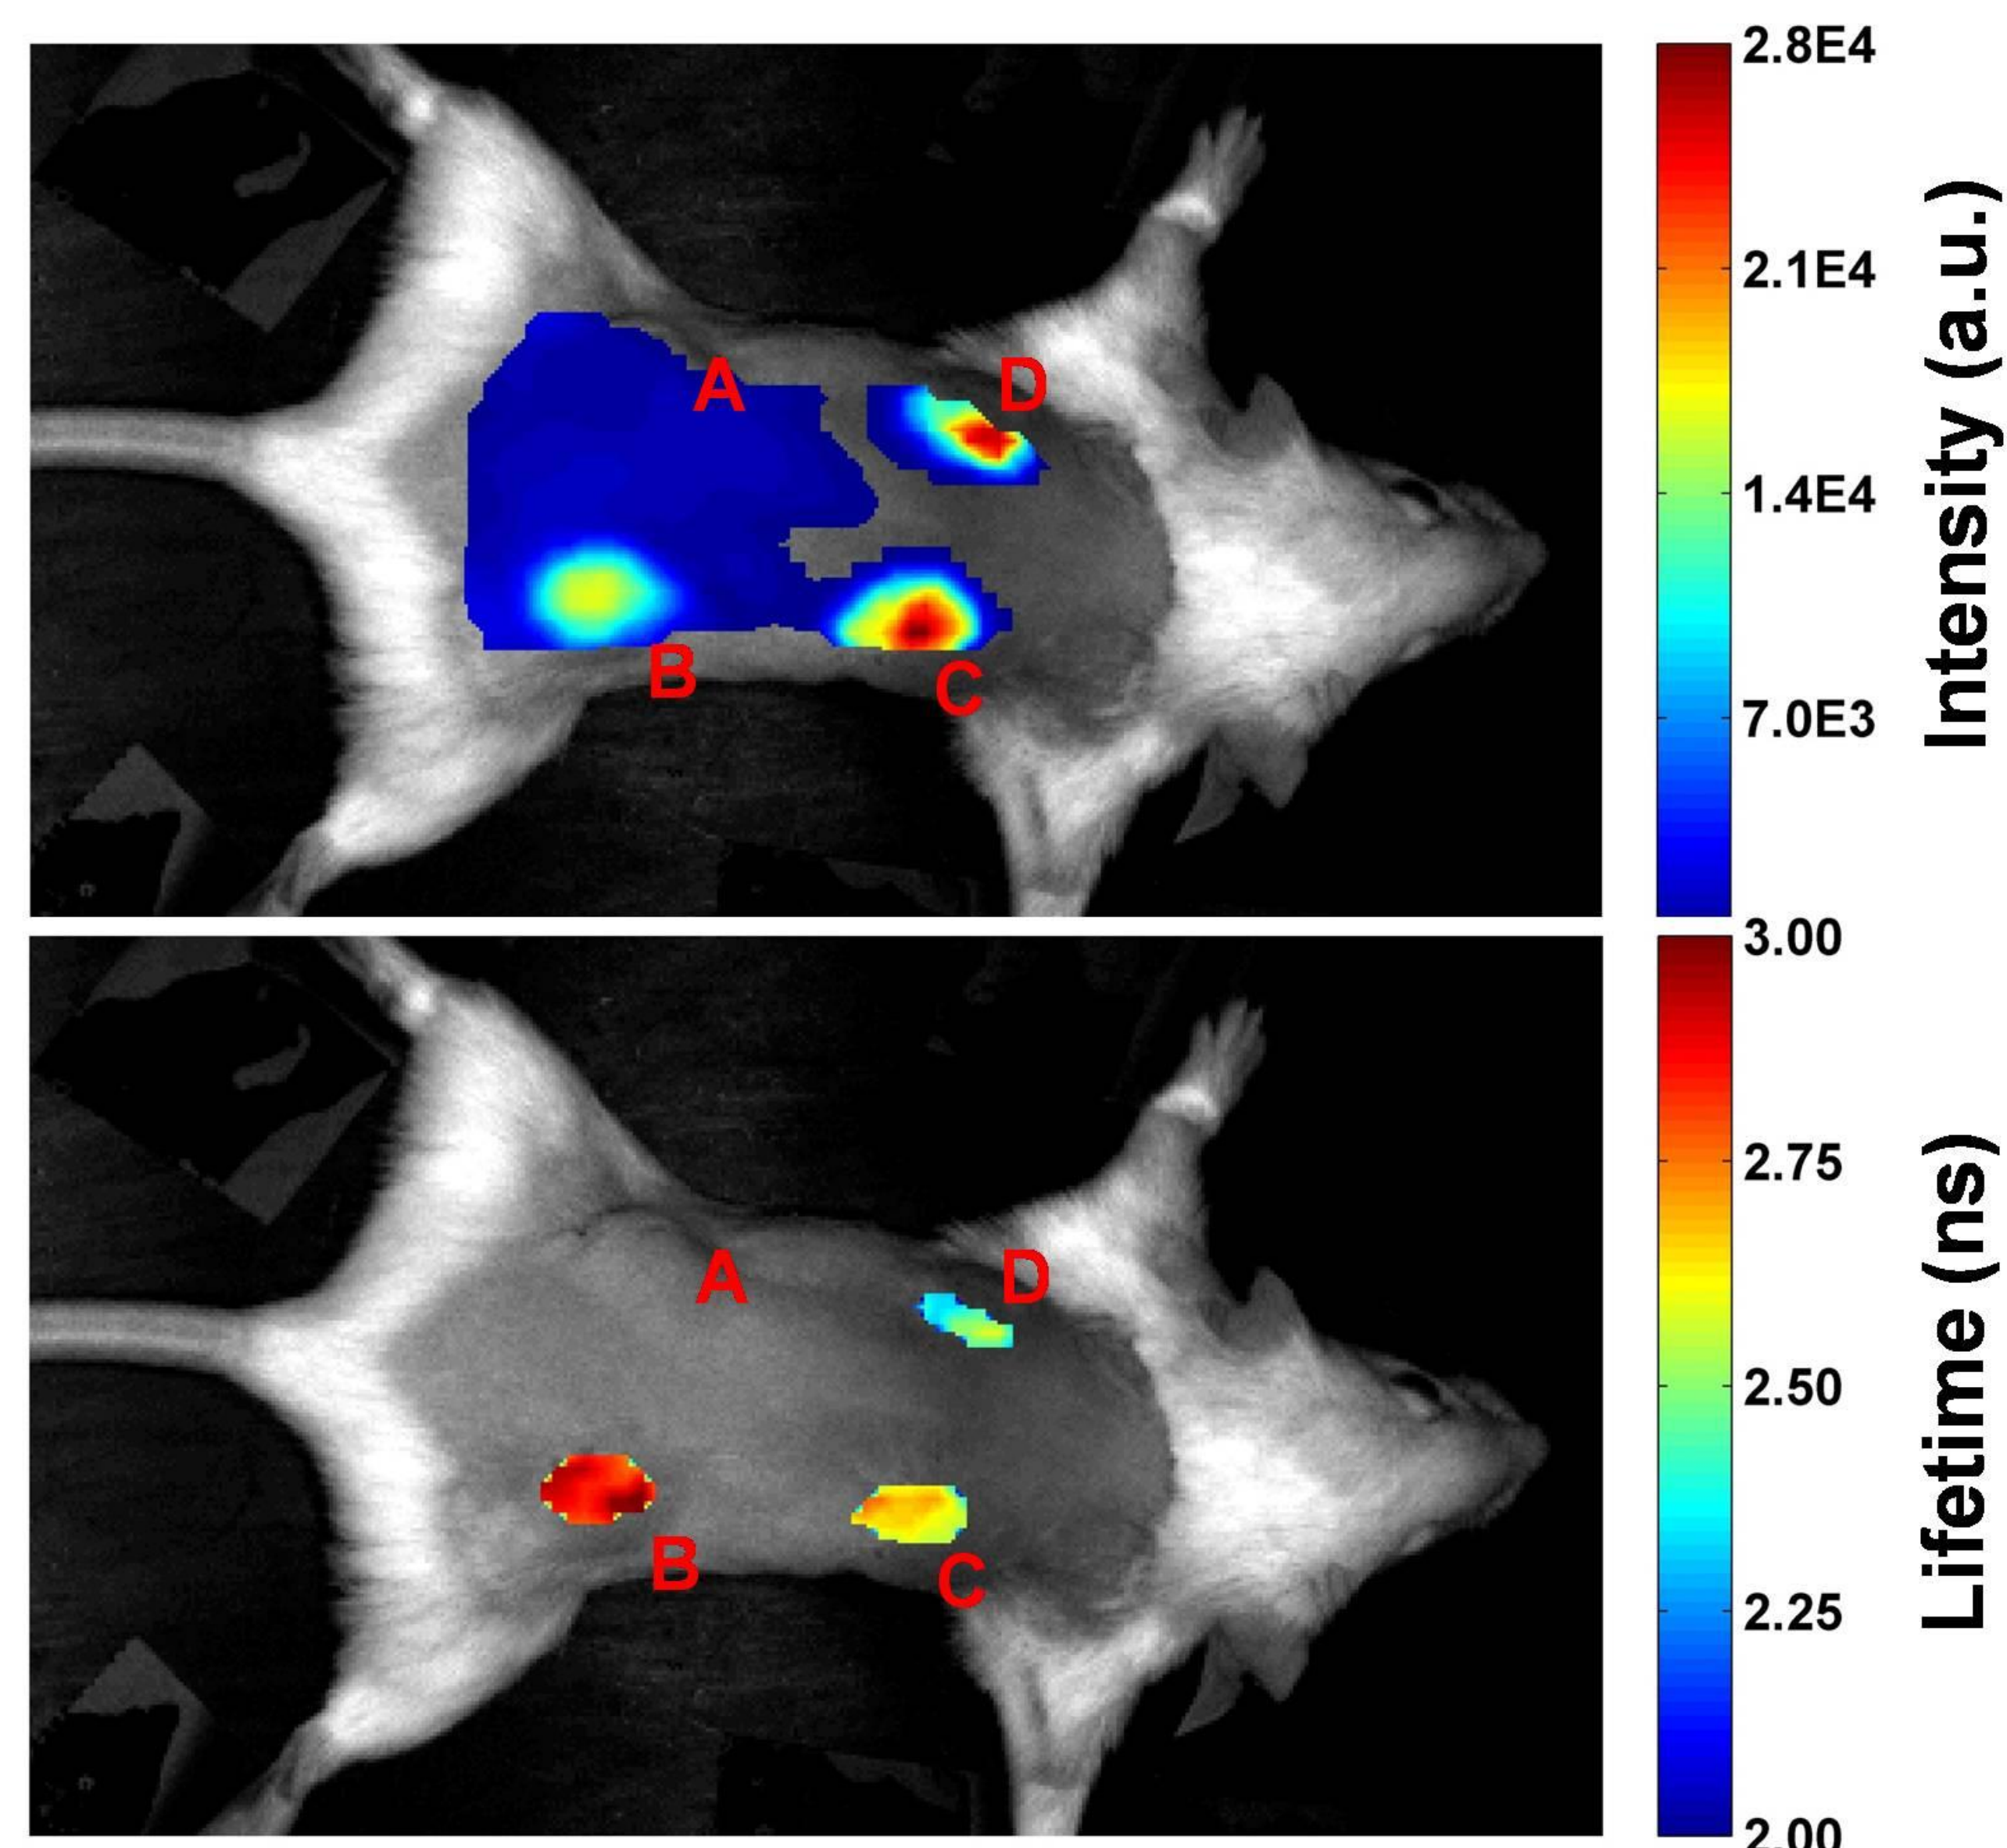 2.8E4
2.1E4
1.4E4
7.0E3
Intensity (a.u.)
A
D
B
C
3.00
2.75
2.50
2.25
2.00
Lifetime (ns)
A
D
B
C